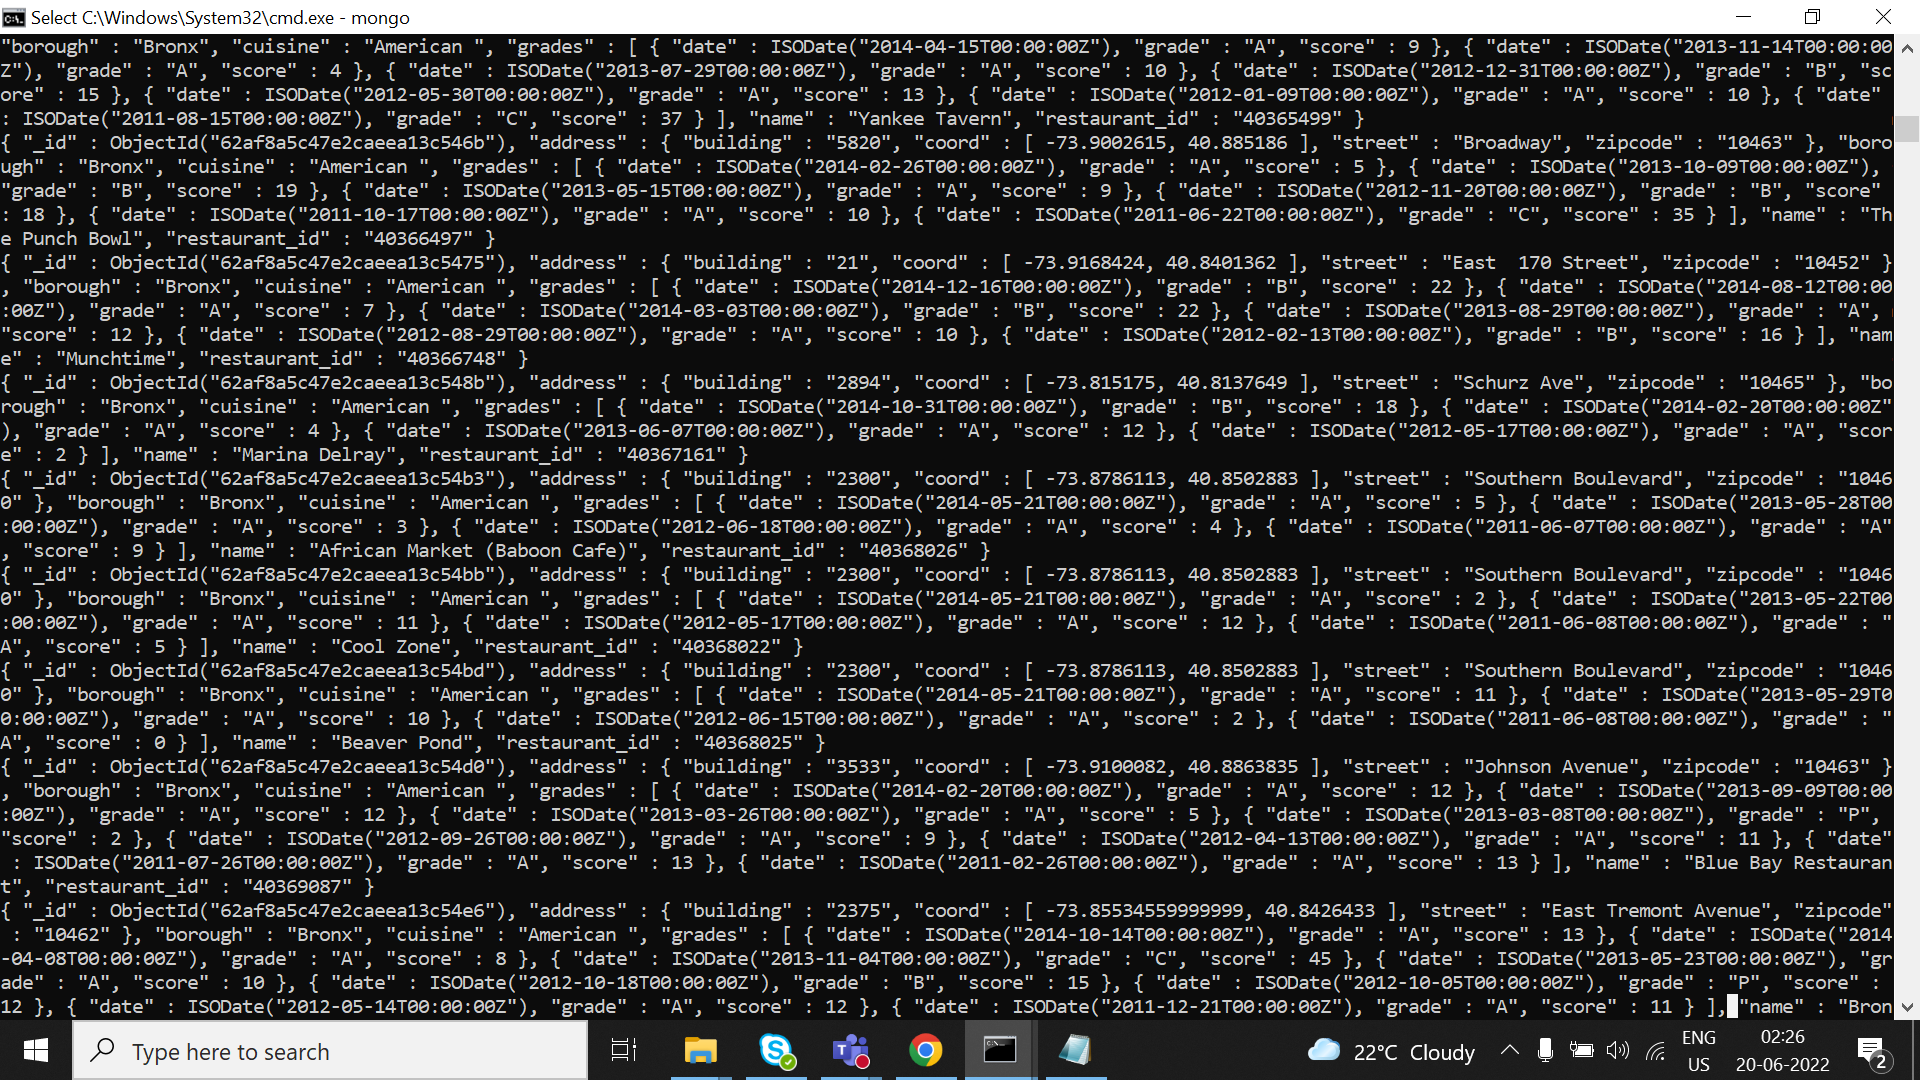 Select C:\Windows\System32\cmd.exe - mongo
"borough" : "Bronx", "cuisine" : "American ", "grades" : [ { "date" : ISODate("2014-04-15T00:00:00Z"), "grade" : "A", "score" : 9 }, { "date" : ISODate("2013-11-14T00:00:00
Z"), "grade" : "A", "score" : 4 }, { "date" : ISODate("2013-07-29T00:00:00Z"), "grade" : "A", "score" : 10 }, { "date" : ISODate("2012-12-31T00:00:00Z"), "grade" : "B", "sc
ore" : 15 }, { "date" : ISODate("2012-05-30T00:00:00Z"), "grade" : "A", "score" : 13 }, { "date" : ISODate("2012-01-09T00:00:00Z"), "grade" : "A", "score" : 10 }, { "date"
: ISODate("2011-08-15T00:00:00Z"), "grade" : "C", "score" : 37 } ], "name" : "Yankee Tavern", "restaurant_id" : "40365499" }
{ "_id" : ObjectId("62af8a5c47e2caeea13c546b"), "address" : { "building" : "5820", "coord" : [ -73.9002615, 40.885186 ], "street" : "Broadway", "zipcode" : "10463" }, "boro
ugh" : "Bronx", "cuisine" : "American ", "grades" : [ { "date" : ISODate("2014-02-26T00:00:00Z"), "grade" : "A", "score" : 5 }, { "date" : ISODate("2013-10-09T00:00:00Z"),
"grade" : "B", "score" : 19 }, { "date" : ISODate("2013-05-15T00:00:00Z"), "grade" : "A", "score" : 9 }, { "date" : ISODate("2012-11-20T00:00:00Z"), "grade" : "B", "score"
: 18 }, { "date" : ISODate("2011-10-17T00:00:00Z"), "grade" : "A", "score" : 10 }, { "date" : ISODate("2011-06-22T00:00:00Z"), "grade" : "C", "score" : 35 } ], "name" : "Th
e Punch Bowl", "restaurant_id" : "40366497" }
{ "_id" : ObjectId("62af8a5c47e2caeea13c5475"), "address" : { "building" : "21", "coord" : [ -73.9168424, 40.8401362 ], "street" : "East  170 Street", "zipcode" : "10452" }
, "borough" : "Bronx", "cuisine" : "American ", "grades" : [ { "date" : ISODate("2014-12-16T00:00:00Z"), "grade" : "B", "score" : 22 }, { "date" : ISODate("2014-08-12T00:00
:00Z"), "grade" : "A", "score" : 7 }, { "date" : ISODate("2014-03-03T00:00:00Z"), "grade" : "B", "score" : 22 }, { "date" : ISODate("2013-08-29T00:00:00Z"), "grade" : "A",
"score" : 12 }, { "date" : ISODate("2012-08-29T00:00:00Z"), "grade" : "A", "score" : 10 }, { "date" : ISODate("2012-02-13T00:00:00Z"), "grade" : "B", "score" : 16 } ], "nam
e" : "Munchtime", "restaurant_id" : "40366748" }
{ "_id" : ObjectId("62af8a5c47e2caeea13c548b"), "address" : { "building" : "2894", "coord" : [ -73.815175, 40.8137649 ], "street" : "Schurz Ave", "zipcode" : "10465" }, "bo
rough" : "Bronx", "cuisine" : "American ", "grades" : [ { "date" : ISODate("2014-10-31T00:00:00Z"), "grade" : "B", "score" : 18 }, { "date" : ISODate("2014-02-20T00:00:00Z"
), "grade" : "A", "score" : 4 }, { "date" : ISODate("2013-06-07T00:00:00Z"), "grade" : "A", "score" : 12 }, { "date" : ISODate("2012-05-17T00:00:00Z"), "grade" : "A", "scor
e" : 2 } ], "name" : "Marina Delray", "restaurant_id" : "40367161" }
{ "_id" : ObjectId("62af8a5c47e2caeea13c54b3"), "address" : { "building" : "2300", "coord" : [ -73.8786113, 40.8502883 ], "street" : "Southern Boulevard", "zipcode" : "1046
0" }, "borough" : "Bronx", "cuisine" : "American ", "grades" : [ { "date" : ISODate("2014-05-21T00:00:00Z"), "grade" : "A", "score" : 5 }, { "date" : ISODate("2013-05-28T00
:00:00Z"), "grade" : "A", "score" : 3 }, { "date" : ISODate("2012-06-18T00:00:00Z"), "grade" : "A", "score" : 4 }, { "date" : ISODate("2011-06-07T00:00:00Z"), "grade" : "A"
, "score" : 9 } ], "name" : "African Market (Baboon Cafe)", "restaurant_id" : "40368026" }
{ "_id" : ObjectId("62af8a5c47e2caeea13c54bb"), "address" : { "building" : "2300", "coord" : [ -73.8786113, 40.8502883 ], "street" : "Southern Boulevard", "zipcode" : "1046
0" }, "borough" : "Bronx", "cuisine" : "American ", "grades" : [ { "date" : ISODate("2014-05-21T00:00:00Z"), "grade" : "A", "score" : 2 }, { "date" : ISODate("2013-05-22T00
:00:00Z"), "grade" : "A", "score" : 11 }, { "date" : ISODate("2012-05-17T00:00:00Z"), "grade" : "A", "score" : 12 }, { "date" : ISODate("2011-06-08T00:00:00Z"), "grade" : "
A", "score" : 5 } ], "name" : "Cool Zone", "restaurant_id" : "40368022" }
{ "_id" : ObjectId("62af8a5c47e2caeea13c54bd"), "address" : { "building" : "2300", "coord" : [ -73.8786113, 40.8502883 ], "street" : "Southern Boulevard", "zipcode" : "1046
0" }, "borough" : "Bronx", "cuisine" : "American ", "grades" : [ { "date" : ISODate("2014-05-21T00:00:00Z"), "grade" : "A", "score" : 11 }, { "date" : ISODate("2013-05-29T0
0:00:00Z"), "grade" : "A", "score" : 10 }, { "date" : ISODate("2012-06-15T00:00:00Z"), "grade" : "A", "score" : 2 }, { "date" : ISODate("2011-06-08T00:00:00Z"), "grade" : "
A", "score" : 0 } ], "name" : "Beaver Pond", "restaurant_id" : "40368025" }
{ "_id" : ObjectId("62af8a5c47e2caeea13c54d0"), "address" : { "building" : "3533", "coord" : [ -73.9100082, 40.8863835 ], "street" : "Johnson Avenue", "zipcode" : "10463" }
, "borough" : "Bronx", "cuisine" : "American ", "grades" : [ { "date" : ISODate("2014-02-20T00:00:00Z"), "grade" : "A", "score" : 12 }, { "date" : ISODate("2013-09-09T00:00
:00Z"), "grade" : "A", "score" : 12 }, { "date" : ISODate("2013-03-26T00:00:00Z"), "grade" : "A", "score" : 5 }, { "date" : ISODate("2013-03-08T00:00:00Z"), "grade" : "P",
"score" : 2 }, { "date" : ISODate("2012-09-26T00:00:00Z"), "grade" : "A", "score" : 9 }, { "date" : ISODate("2012-04-13T00:00:00Z"), "grade" : "A", "score" : 11 }, { "date"
: ISODate("2011-07-26T00:00:00Z"), "grade" : "A", "score" : 13 }, { "date" : ISODate("2011-02-26T00:00:00Z"), "grade" : "A", "score" : 13 } ], "name" : "Blue Bay Restauran
t", "restaurant_id" : "40369087" }
{ "_id" : ObjectId("62af8a5c47e2caeea13c54e6"), "address" : { "building" : "2375", "coord" : [ -73.85534559999999, 40.8426433 ], "street" : "East Tremont Avenue", "zipcode"
: "10462" }, "borough" : "Bronx", "cuisine" : "American ", "grades" : [ { "date" : ISODate("2014-10-14T00:00:00Z"), "grade" : "A", "score" : 13 }, { "date" : ISODate("2014
-04-08T00:00:00Z"), "grade" : "A", "score" : 8 }, { "date" : ISODate("2013-11-04T00:00:00Z"), "grade" : "C", "score" : 45 }, { "date" : ISODate("2013-05-23T00:00:00Z"), "gr
ade" : "A", "score" : 10 }, { "date" : ISODate("2012-10-18T00:00:00Z"), "grade" : "B", "score" : 15 }, { "date" : ISODate("2012-10-05T00:00:00Z"), "grade" : "P", "score" :
12 }, { "date" : ISODate("2012-05-14T00:00:00Z"), "grade" : "A", "score" : 12 }, { "date" : ISODate("2011-12-21T00:00:00Z"), "grade" : "A", "score" : 11 } ], "name" : "Bron
Type here to search
22°C Cloudy
ENG
US
02:26
20-06-2022
2